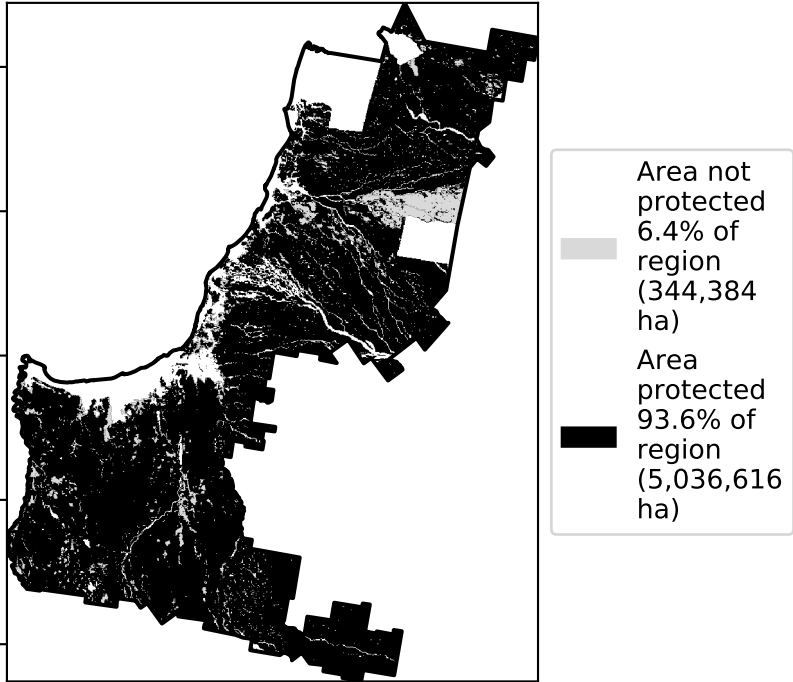 Area not
protected
6.4% of
region
(344,384
ha)
Area
protected
93.6% of
region
(5,036,616
ha)